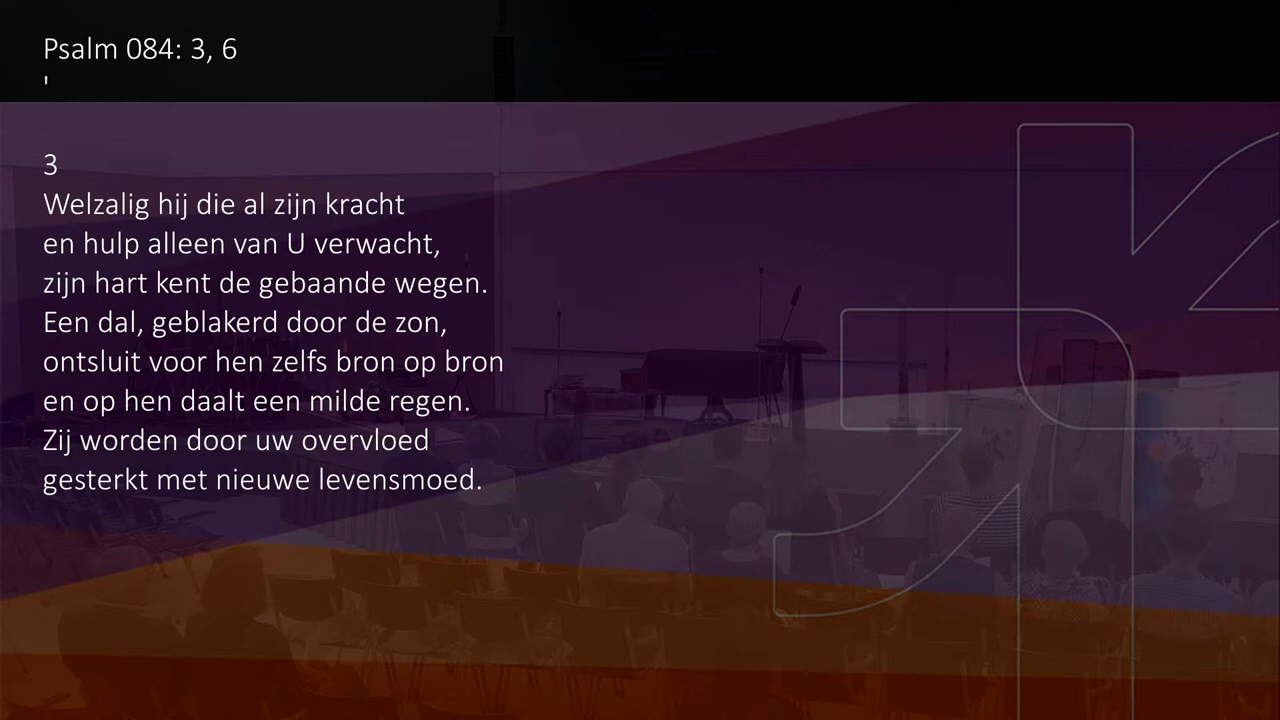 Psalm 084: 3, 6
'
3
Welzalig hij die al zijn kracht
en hulp alleen van U verwacht,
zijn hart kent de gebaande wegen.
Een dal, geblakerd door de zon,
ontsluit voor hen zelfs bron op bron
en op hen daalt een milde regen.
Zij worden door uw overvloed
gesterkt met nieuwe levensmoed.